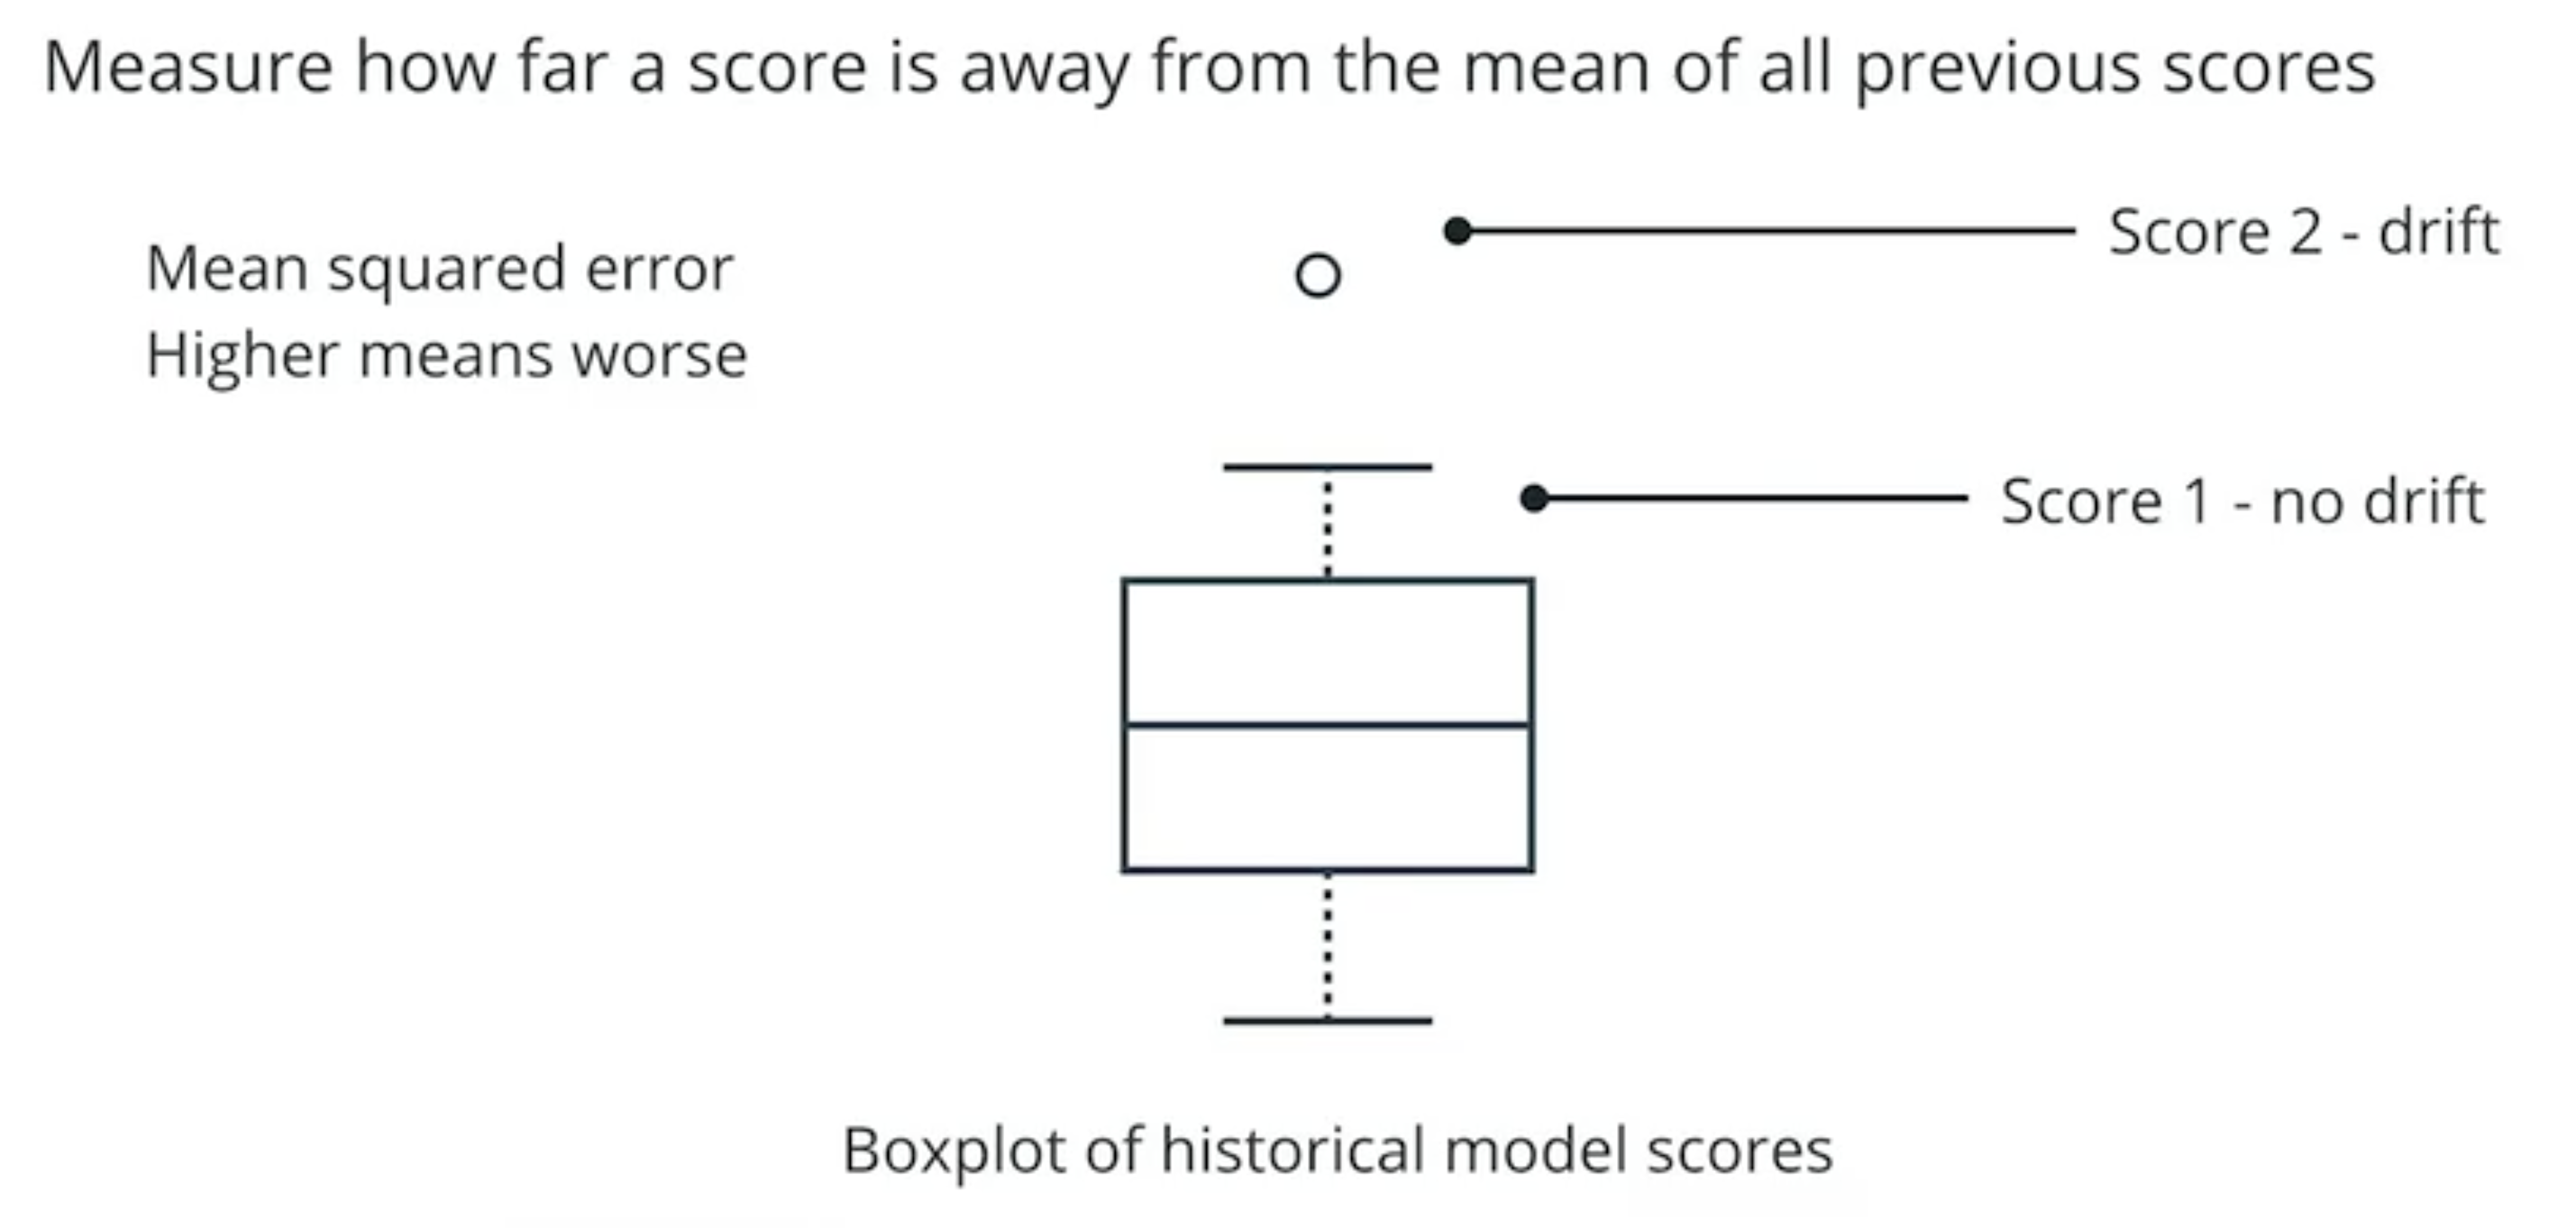 Measure how far a score is away from the mean of all previous scores
Score 2 - drift
Mean squared error
Higher means worse
Score 1 - no drift
Boxplot of historical model scores